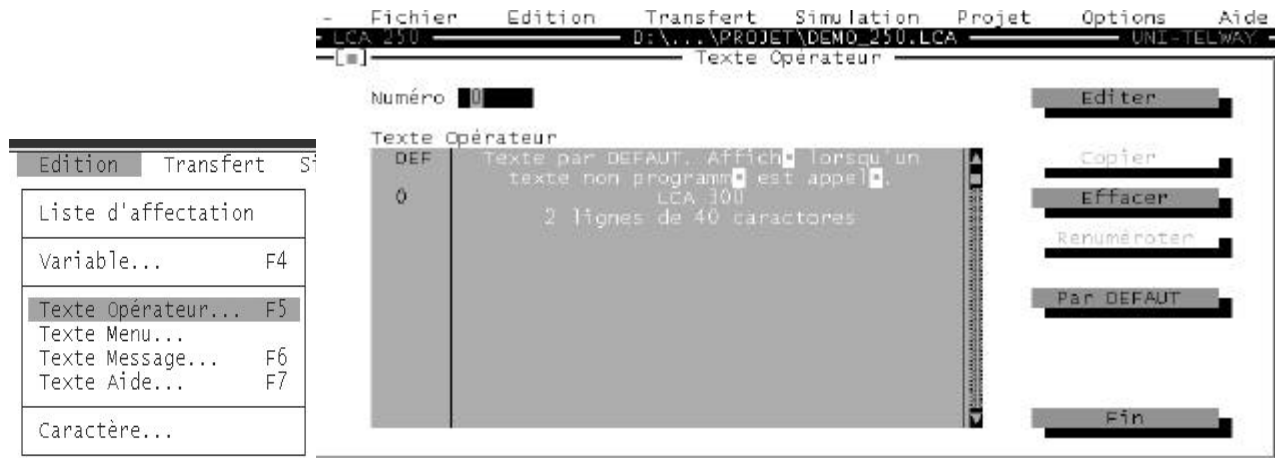 Edition Transfert S
Liste d'affectation
Variable... F4
Texte Opérateur... F5
Texte Menu...
Texte Message... F6
Texte Aide... F7
Caractère...
- Fichier Edition Transfert Simulation Projet Options Aide
LCA 250 D:\...\PROJET\DEMO_250.LCA UNI-TELWAY
Texte Opérateur
Numéro 0
Editer
Texte Opérateur
DEF Texte par DEFAUT. Affich lorsqu'un
texte non programm est appel.
0 LCA 300
2 lignes de 40 caractores
Copier
Effacer
Renuméroter
Par DEFAUT
Fin